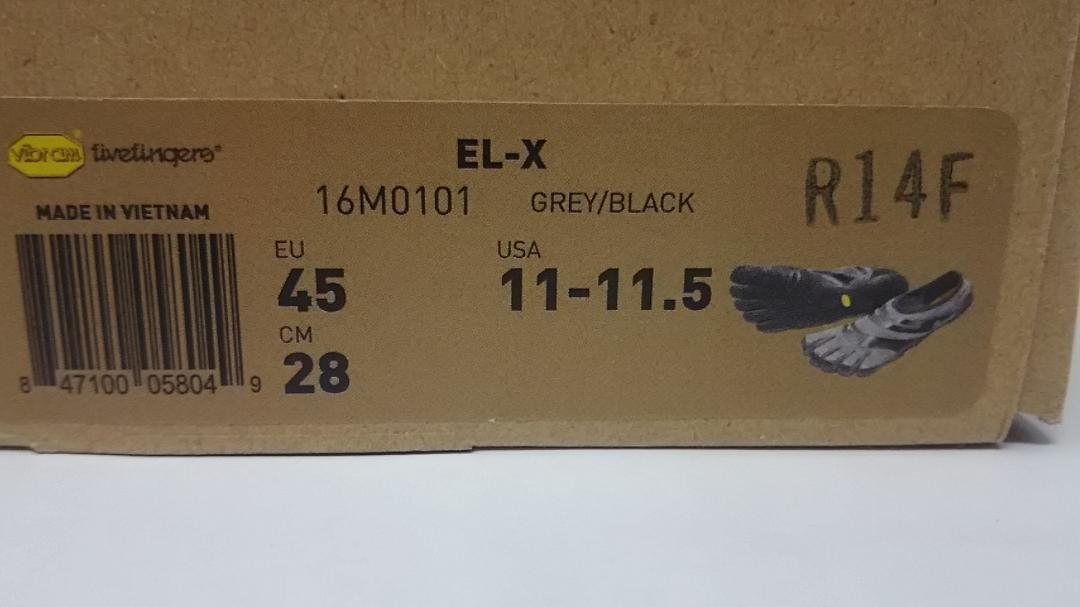 vibram fivefingers®
EL-X
R14F
16M0101 GREY/BLACK
MADE IN VIETNAM
EU USA
45 11-11.5
CM
28
8 47100 05804 9